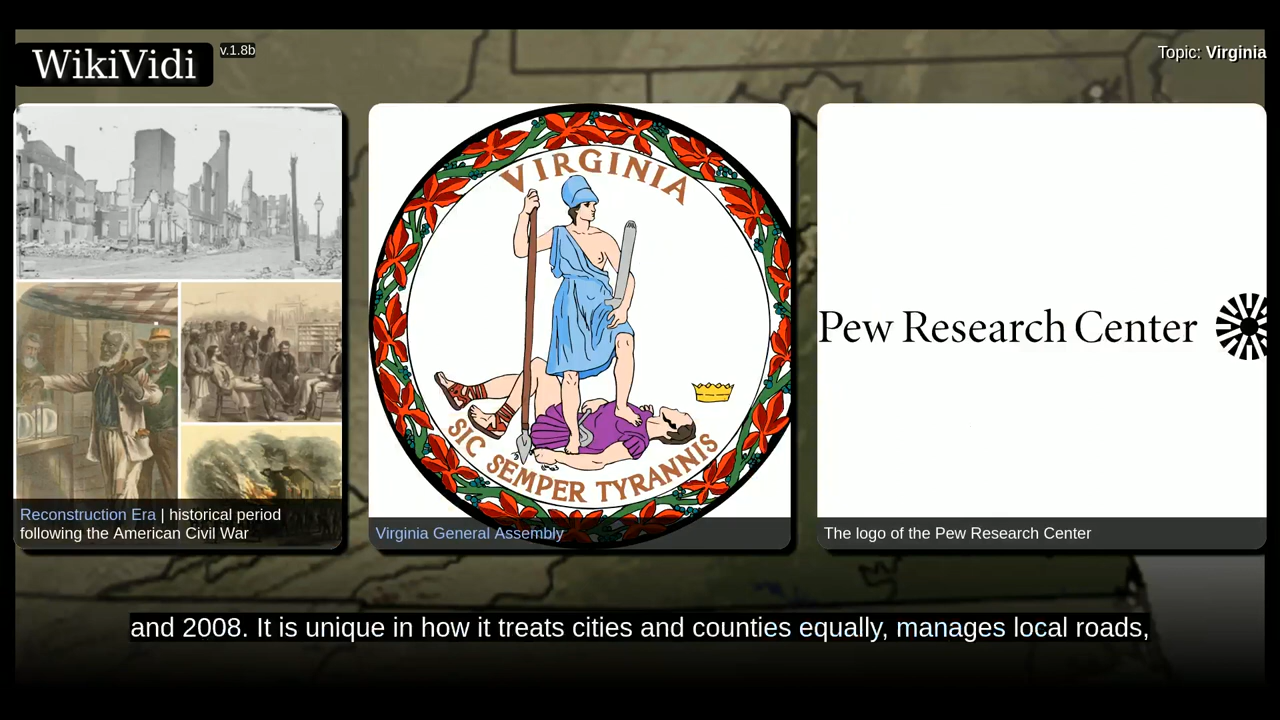 WikiVidi
v.1.8b
Topic: Virginia
VIRGINIA
SIC SEMPER TYRANNIS
Pew Research Center
Reconstruction Era | historical period
following the American Civil War
Virginia General Assembly
The logo of the Pew Research Center
and 2008. It is unique in how it treats cities and counties equally, manages local roads,